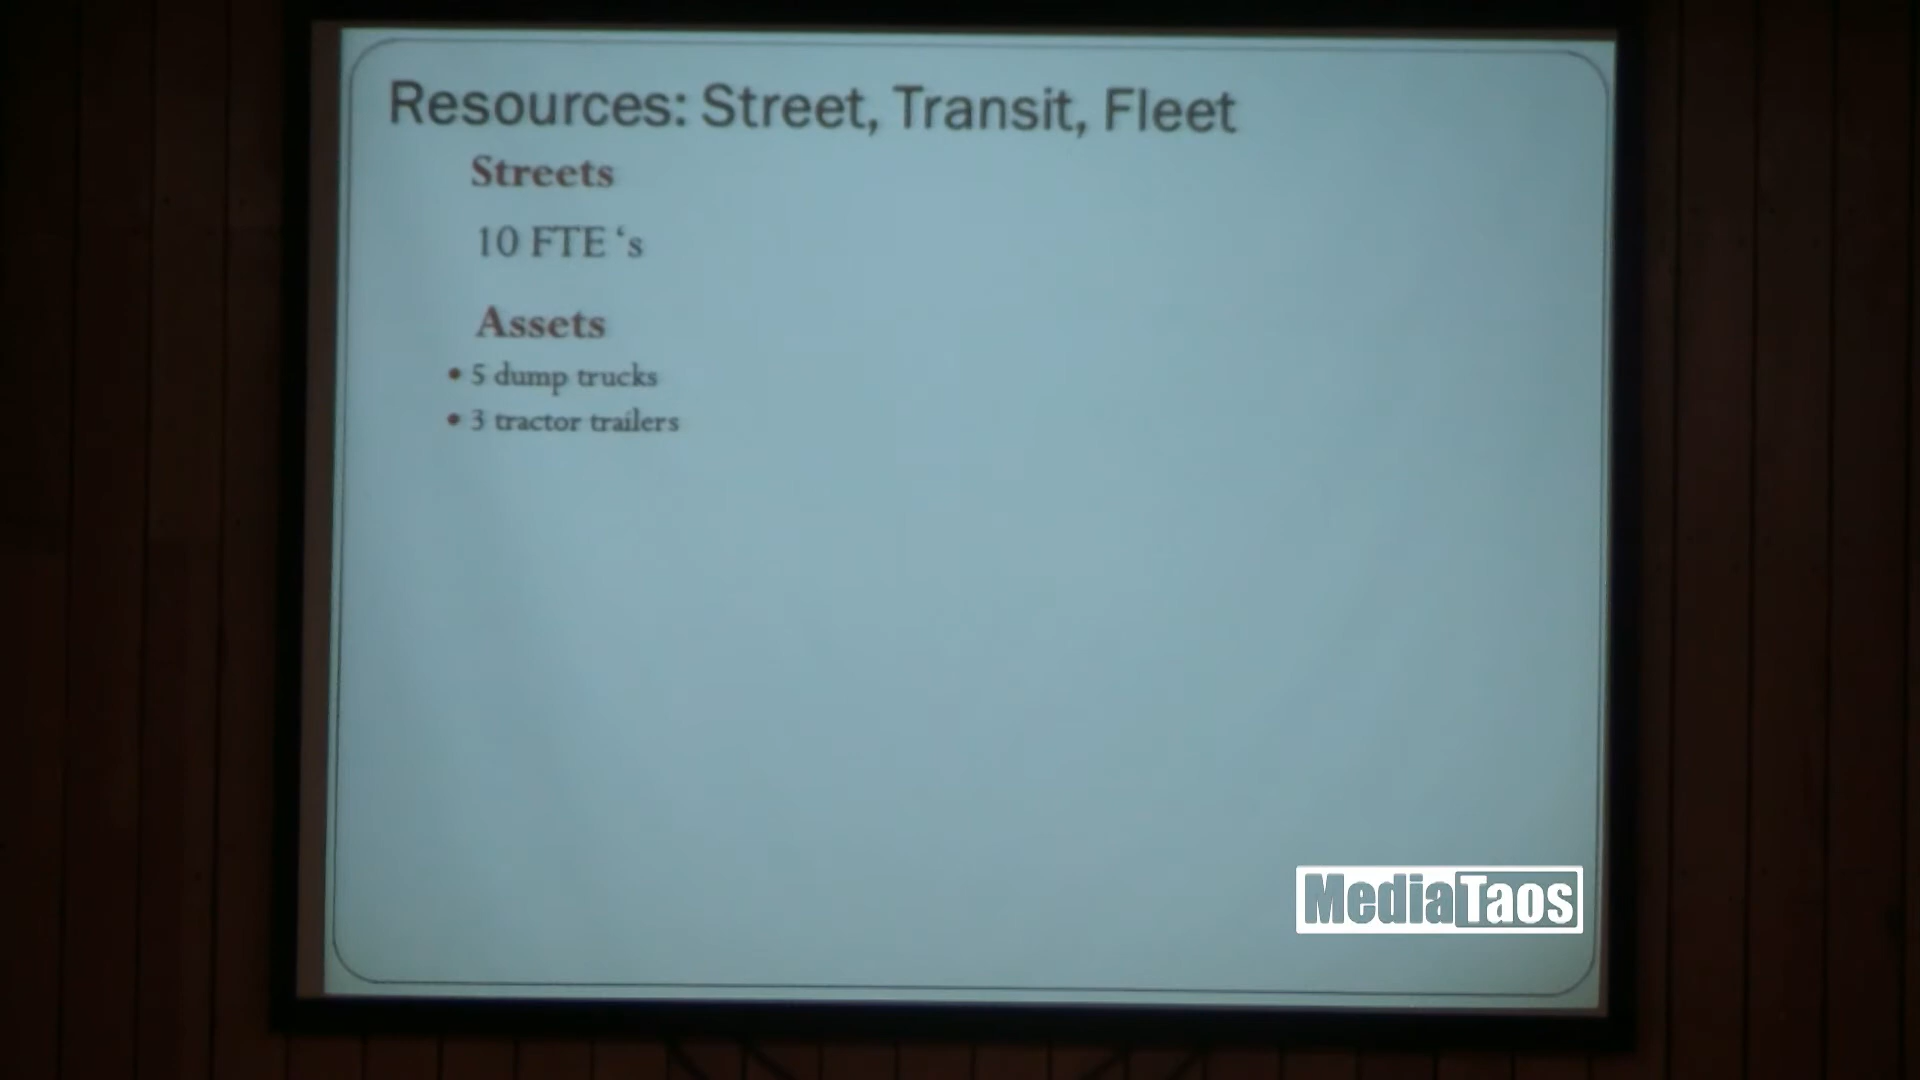 Resources: Street, Transit, Fleet
Streets
10 FTE ‘s
Assets
• 5 dump trucks
• 3 tractor trailers
MediaTaos